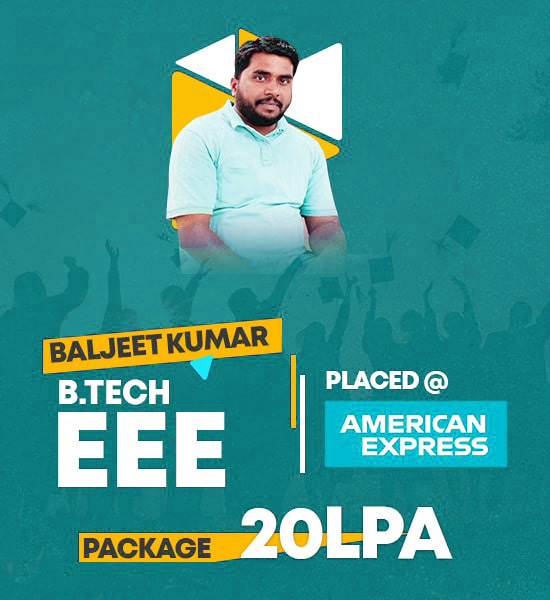 BALJEET KUMAR
B.TECH
EEE
PLACED @
AMERICAN
EXPRESS
PACKAGE 20LPA